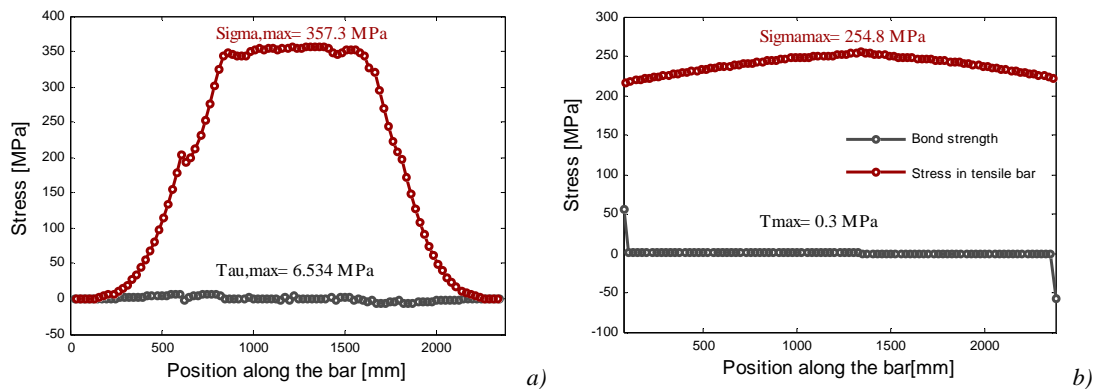 Sigma,max= 357.3 MPa
Tau,max= 6.534 MPa
Stress [MPa]
400
350
300
250
200
150
100
50
0
-50
0
500
1000
1500
2000
Position along the bar [mm]
a)
Sigmamax= 254.8 MPa
Bond strength
Stress in tensile bar
Tmax= 0.3 MPa
Stress [MPa]
300
250
200
150
100
50
0
-50
-100
500
1000
1500
2000
Position along the bar[mm]
b)